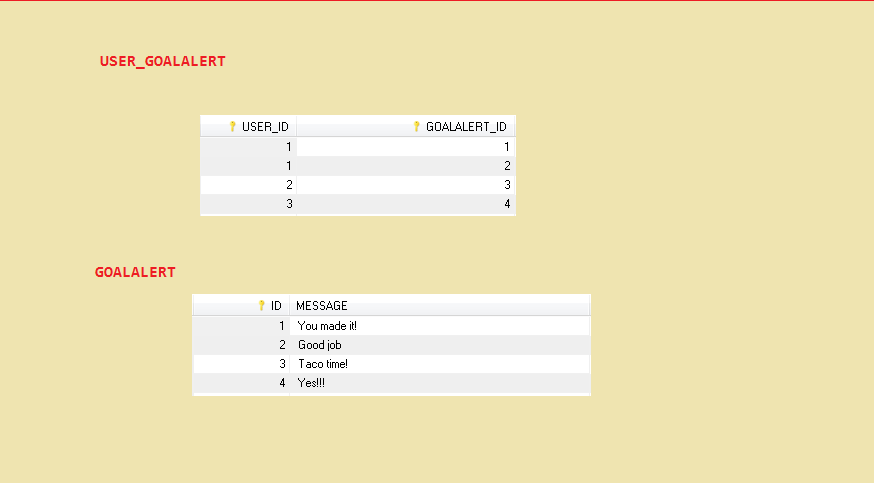 USER_GOALALERT
USER_ID GOALALERT_ID
1 1
1 2
2 3
3 4
GOALALERT
ID MESSAGE
1 You made it!
2 Good job
3 Taco time!
4 Yes!!!